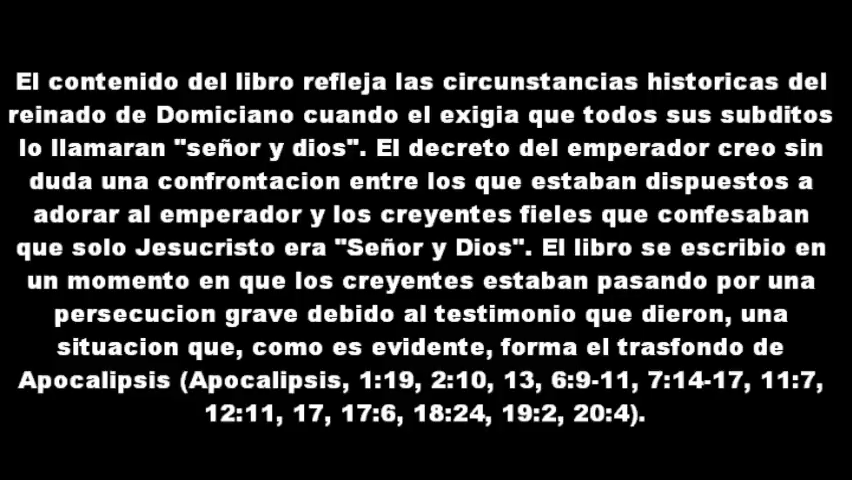 El contenido del libro refleja las circunstancias historicas del
reinado de Domiciano cuando el exigia que todos sus subditos
lo llamaran "señor y dios". El decreto del emperador creo sin
duda una confrontacion entre los que estaban dispuestos a
adorar al emperador y los creyentes fieles que confesaban
que solo Jesucristo era "Señor y Dios". El libro se escribio en
un momento en que los creyentes estaban pasando por una
persecucion grave debido al testimonio que dieron, una
situacion que, como es evidente, forma el trasfondo de
Apocalipsis (Apocalipsis, 1:19, 2:10, 13, 6:9-11, 7:14-17, 11:7,
12:11, 17, 17:6, 18:24, 19:2, 20:4).